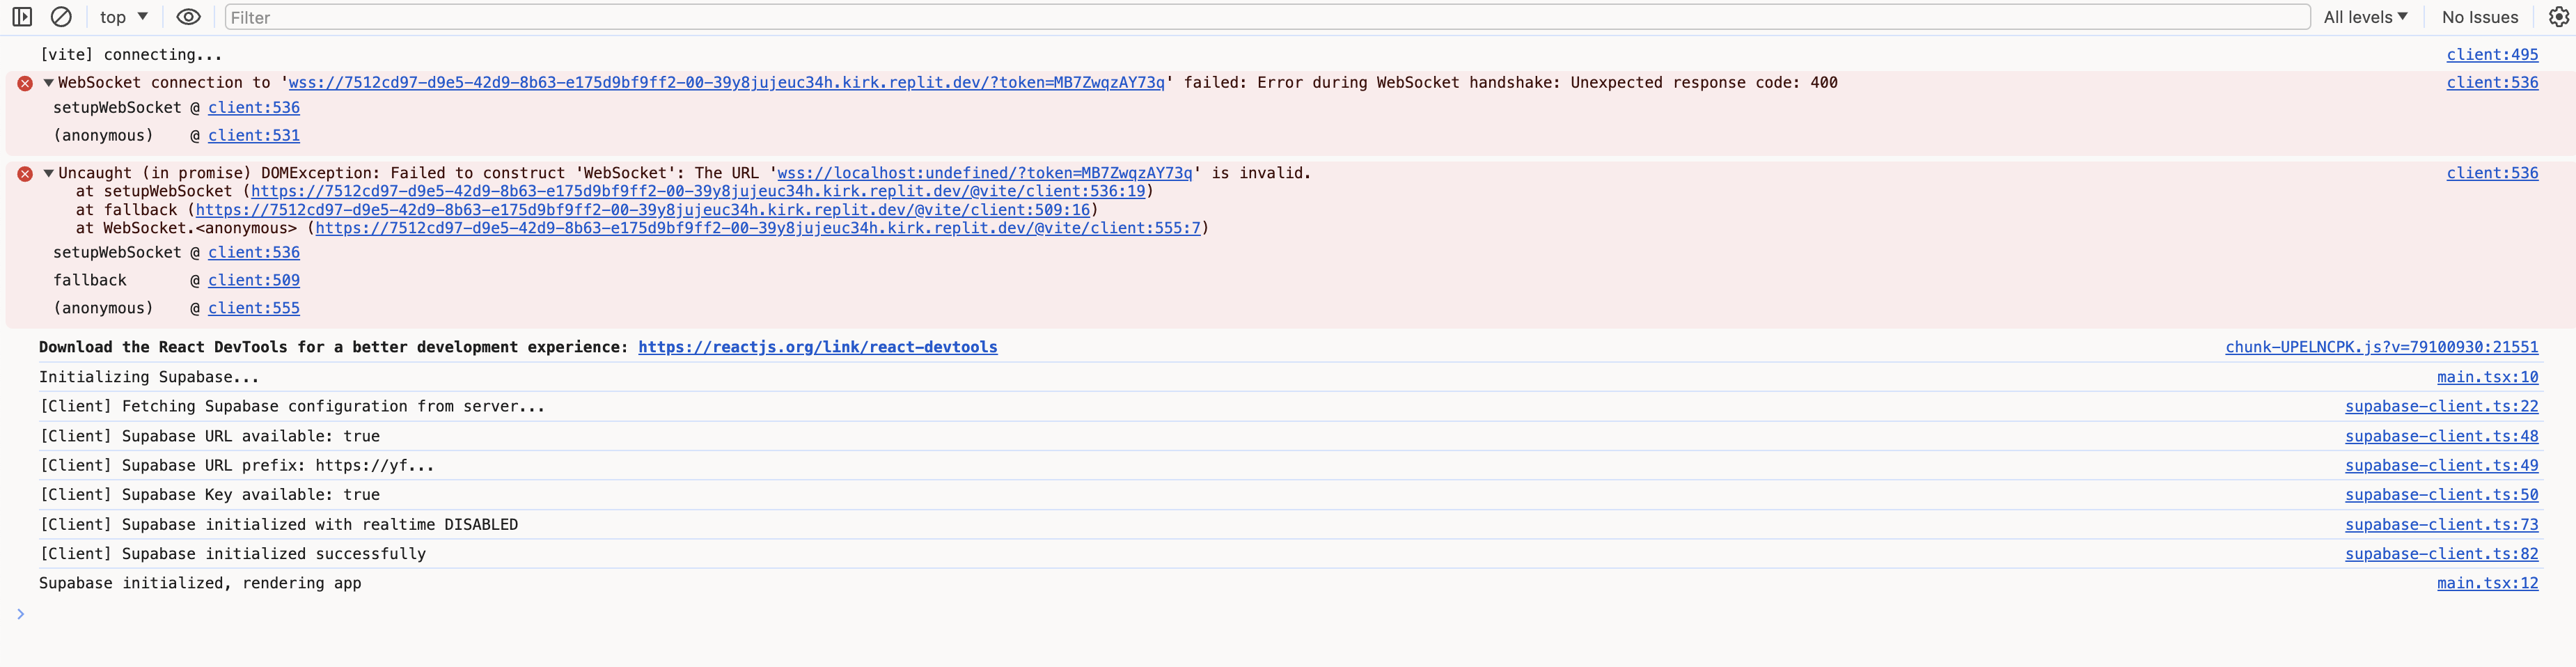 top ▼ Filter All levels ▼ No Issues
[vite] connecting... client:495
▼WebSocket connection to 'wss://7512cd97-d9e5-42d9-8b63-e175d9bf9ff2-00-39y8jujeuc34h.kirk.replit.dev/?token=MB7ZwqzAY73q' failed: Error during WebSocket handshake: Unexpected response code: 400 client:536
setupWebSocket @ client:536
(anonymous) @ client:531
▼Uncaught (in promise) DOMException: Failed to construct 'WebSocket': The URL 'wss://localhost:undefined/?token=MB7ZwqzAY73q' is invalid. client:536
at setupWebSocket (https://7512cd97-d9e5-42d9-8b63-e175d9bf9ff2-00-39y8jujeuc34h.kirk.replit.dev/@vite/client:536:19)
at fallback (https://7512cd97-d9e5-42d9-8b63-e175d9bf9ff2-00-39y8jujeuc34h.kirk.replit.dev/@vite/client:509:16)
at WebSocket.<anonymous> (https://7512cd97-d9e5-42d9-8b63-e175d9bf9ff2-00-39y8jujeuc34h.kirk.replit.dev/@vite/client:555:7)
setupWebSocket @ client:536
fallback @ client:509
(anonymous) @ client:555
Download the React DevTools for a better development experience: https://reactjs.org/link/react-devtools chunk-UPELNCPK.js?v=79100930:21551
Initializing Supabase... main.tsx:10
[Client] Fetching Supabase configuration from server... supabase-client.ts:22
[Client] Supabase URL available: true supabase-client.ts:48
[Client] Supabase URL prefix: https://yf... supabase-client.ts:49
[Client] Supabase Key available: true supabase-client.ts:50
[Client] Supabase initialized with realtime DISABLED supabase-client.ts:73
[Client] Supabase initialized successfully supabase-client.ts:82
Supabase initialized, rendering app main.tsx:12